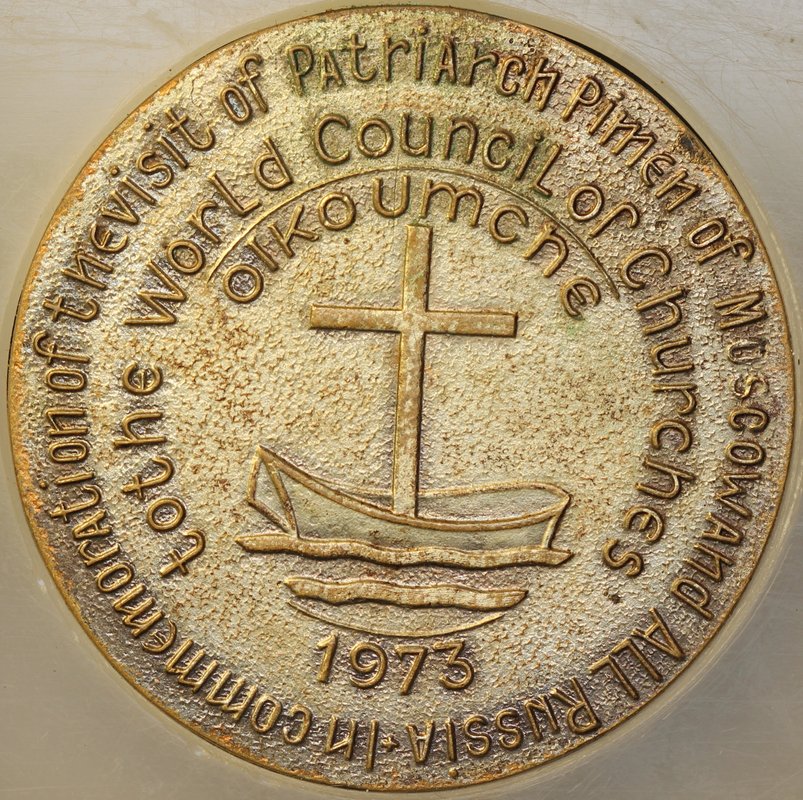 In commemoration of the visit of Patriarch Pimen of Moscow and All Russia
to the World Council of Churches
oikoumene
1973